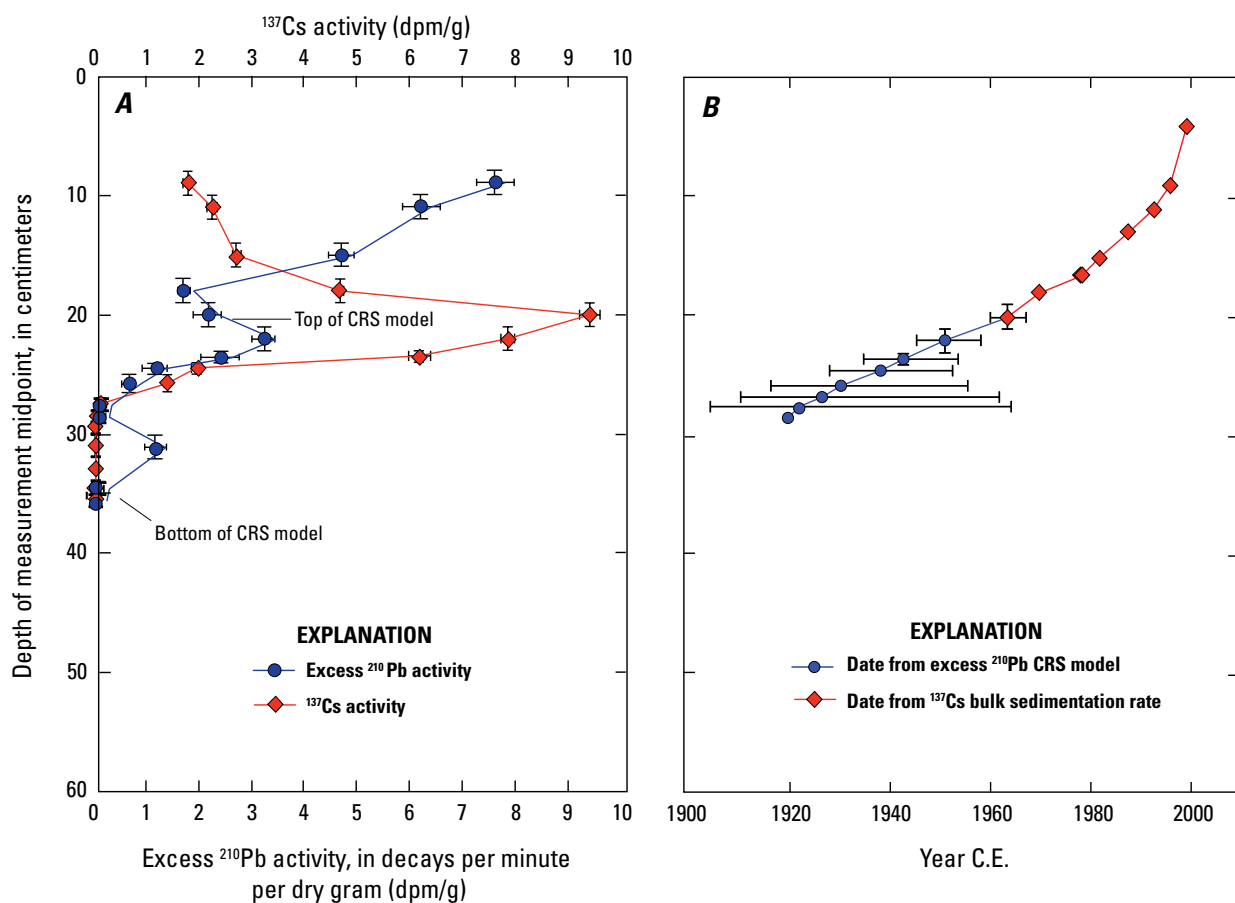 ¹³⁷Cs activity (dpm/g)
0 1 2 3 4 5 6 7 8 9 10
0
10
20
30
40
50
60
Depth of measurement midpoint, in centimeters
A
Top of CRS model
Bottom of CRS model
EXPLANATION
Excess ²¹⁰Pb activity
¹³⁷Cs activity
0 1 2 3 4 5 6 7 8 9 10
Excess ²¹⁰Pb activity, in decays per minute
per dry gram (dpm/g)
B
EXPLANATION
Date from excess ²¹⁰Pb CRS model
Date from ¹³⁷Cs bulk sedimentation rate
1900 1920 1940 1960 1980 2000
Year C.E.